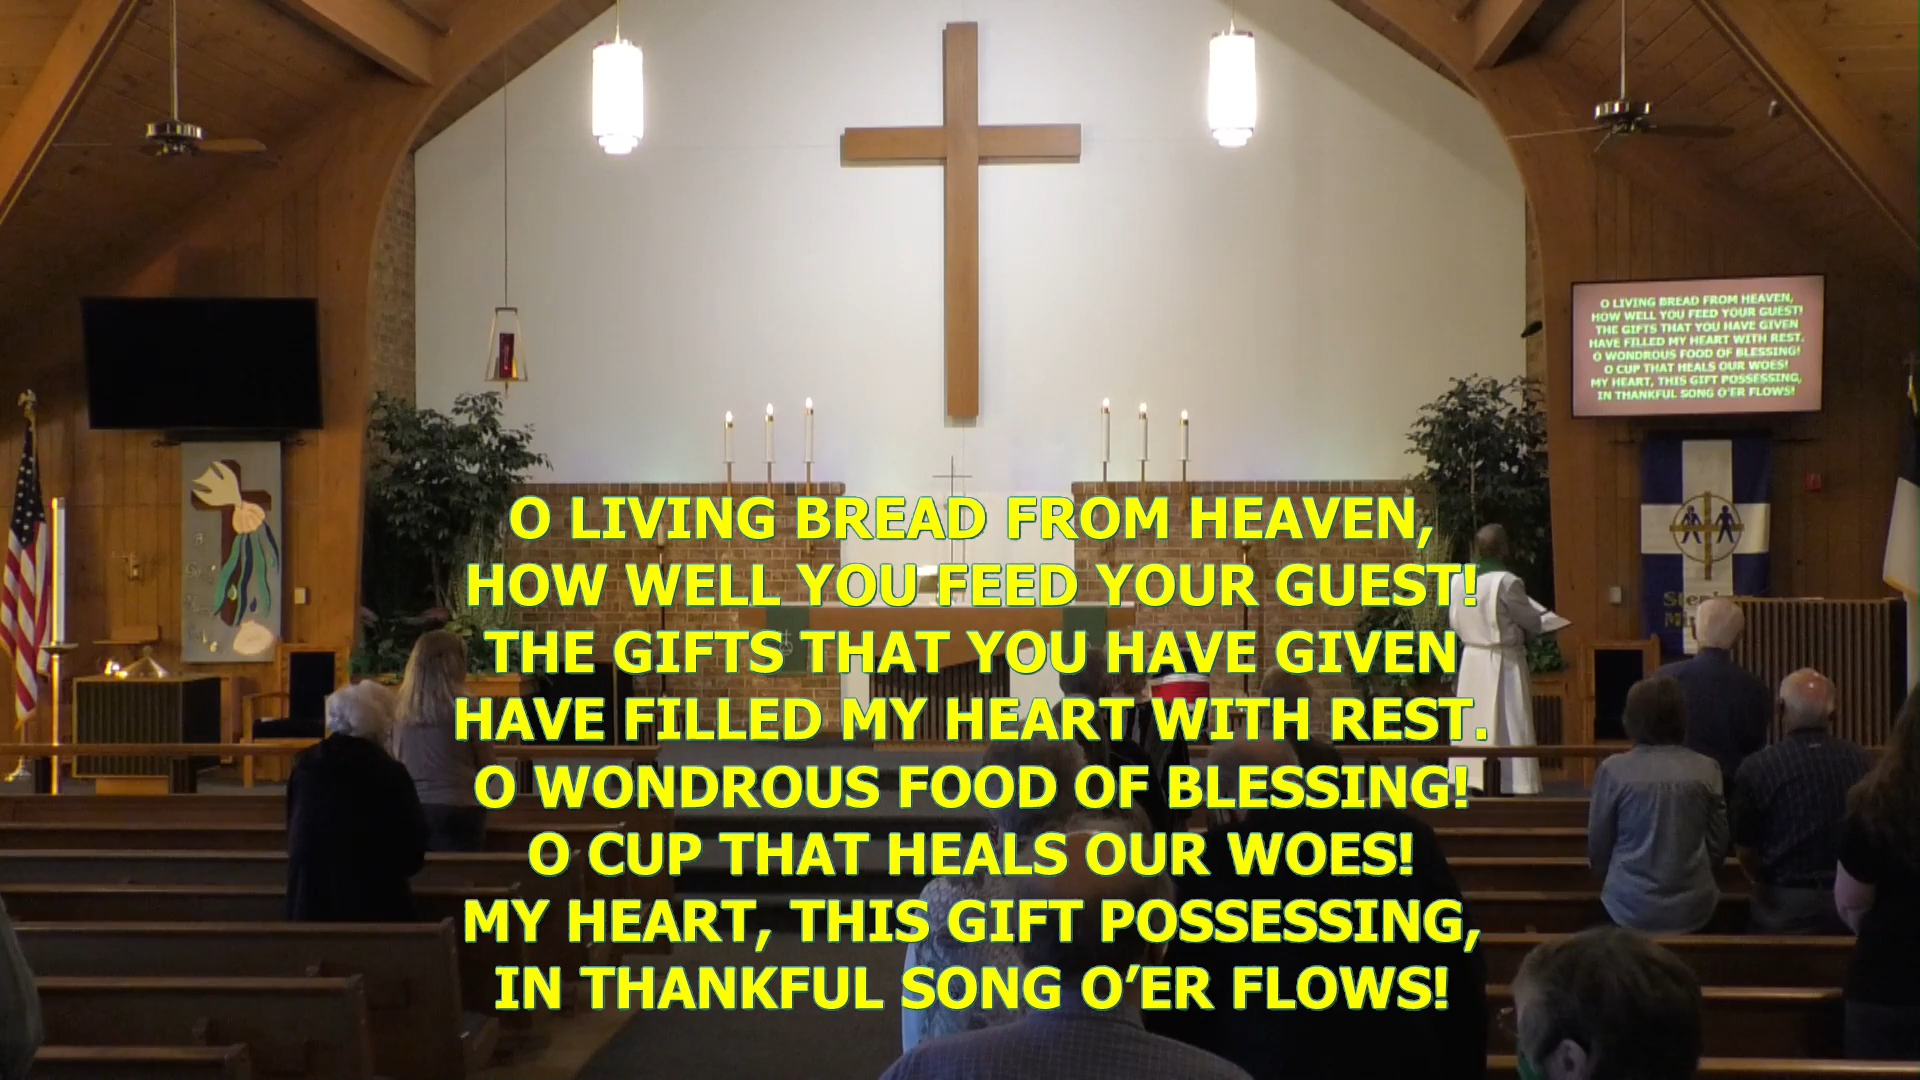 O LIVING BREAD FROM HEAVEN,
HOW WELL YOU FEED YOUR GUEST!
THE GIFTS THAT YOU HAVE GIVEN
HAVE FILLED MY HEART WITH REST.
O WONDROUS FOOD OF BLESSING!
O CUP THAT HEALS OUR WOES!
MY HEART, THIS GIFT POSSESSING,
IN THANKFUL SONG O’ER FLOWS!
O LIVING BREAD FROM HEAVEN,
HOW WELL YOU FEED YOUR GUEST!
THE GIFTS THAT YOU HAVE GIVEN
HAVE FILLED MY HEART WITH REST.
O WONDROUS FOOD OF BLESSING!
O CUP THAT HEALS OUR WOES!
MY HEART, THIS GIFT POSSESSING,
IN THANKFUL SONG O'ER FLOWS!